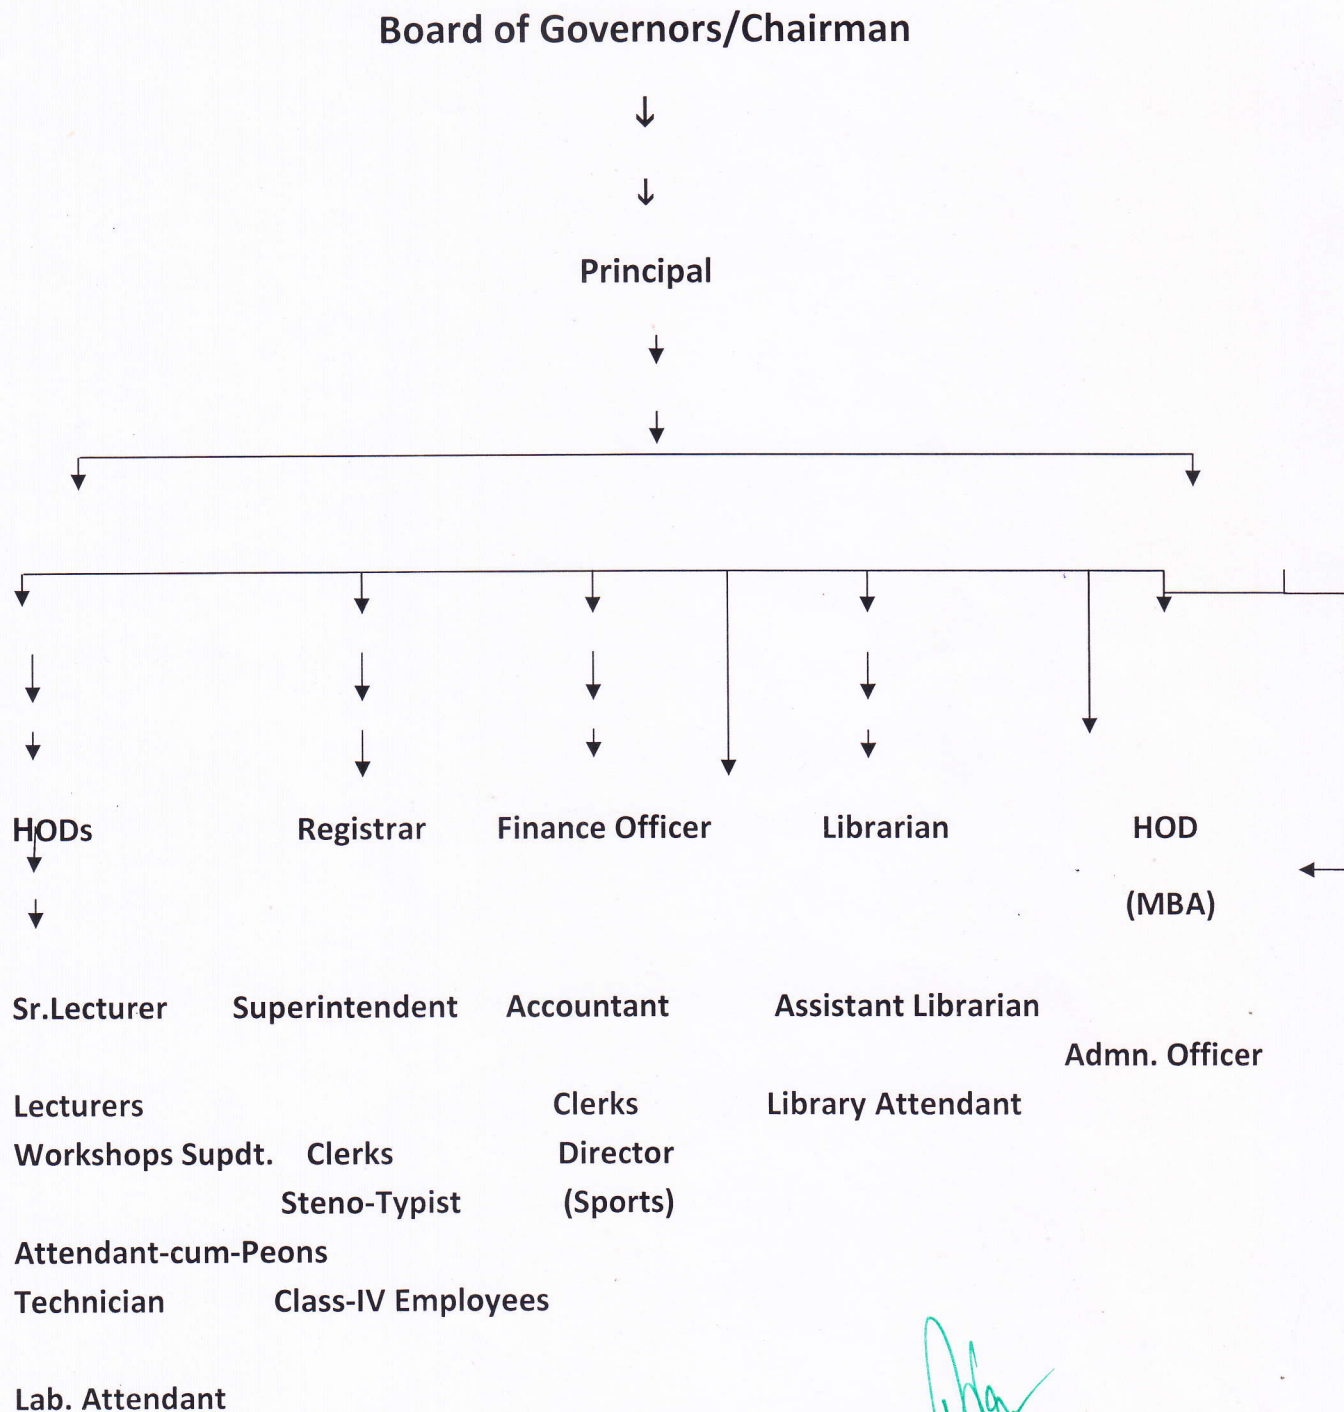 Board of Governors/Chairman
Principal
HODs Registrar Finance Officer Librarian HOD
(MBA)
Sr.Lecturer Superintendent Accountant Assistant Librarian
Admn. Officer
Lecturers Clerks Library Attendant
Workshops Supdt. Clerks Director
Steno-Typist (Sports)
Attendant-cum-Peons
Technician Class-IV Employees
Lab. Attendant